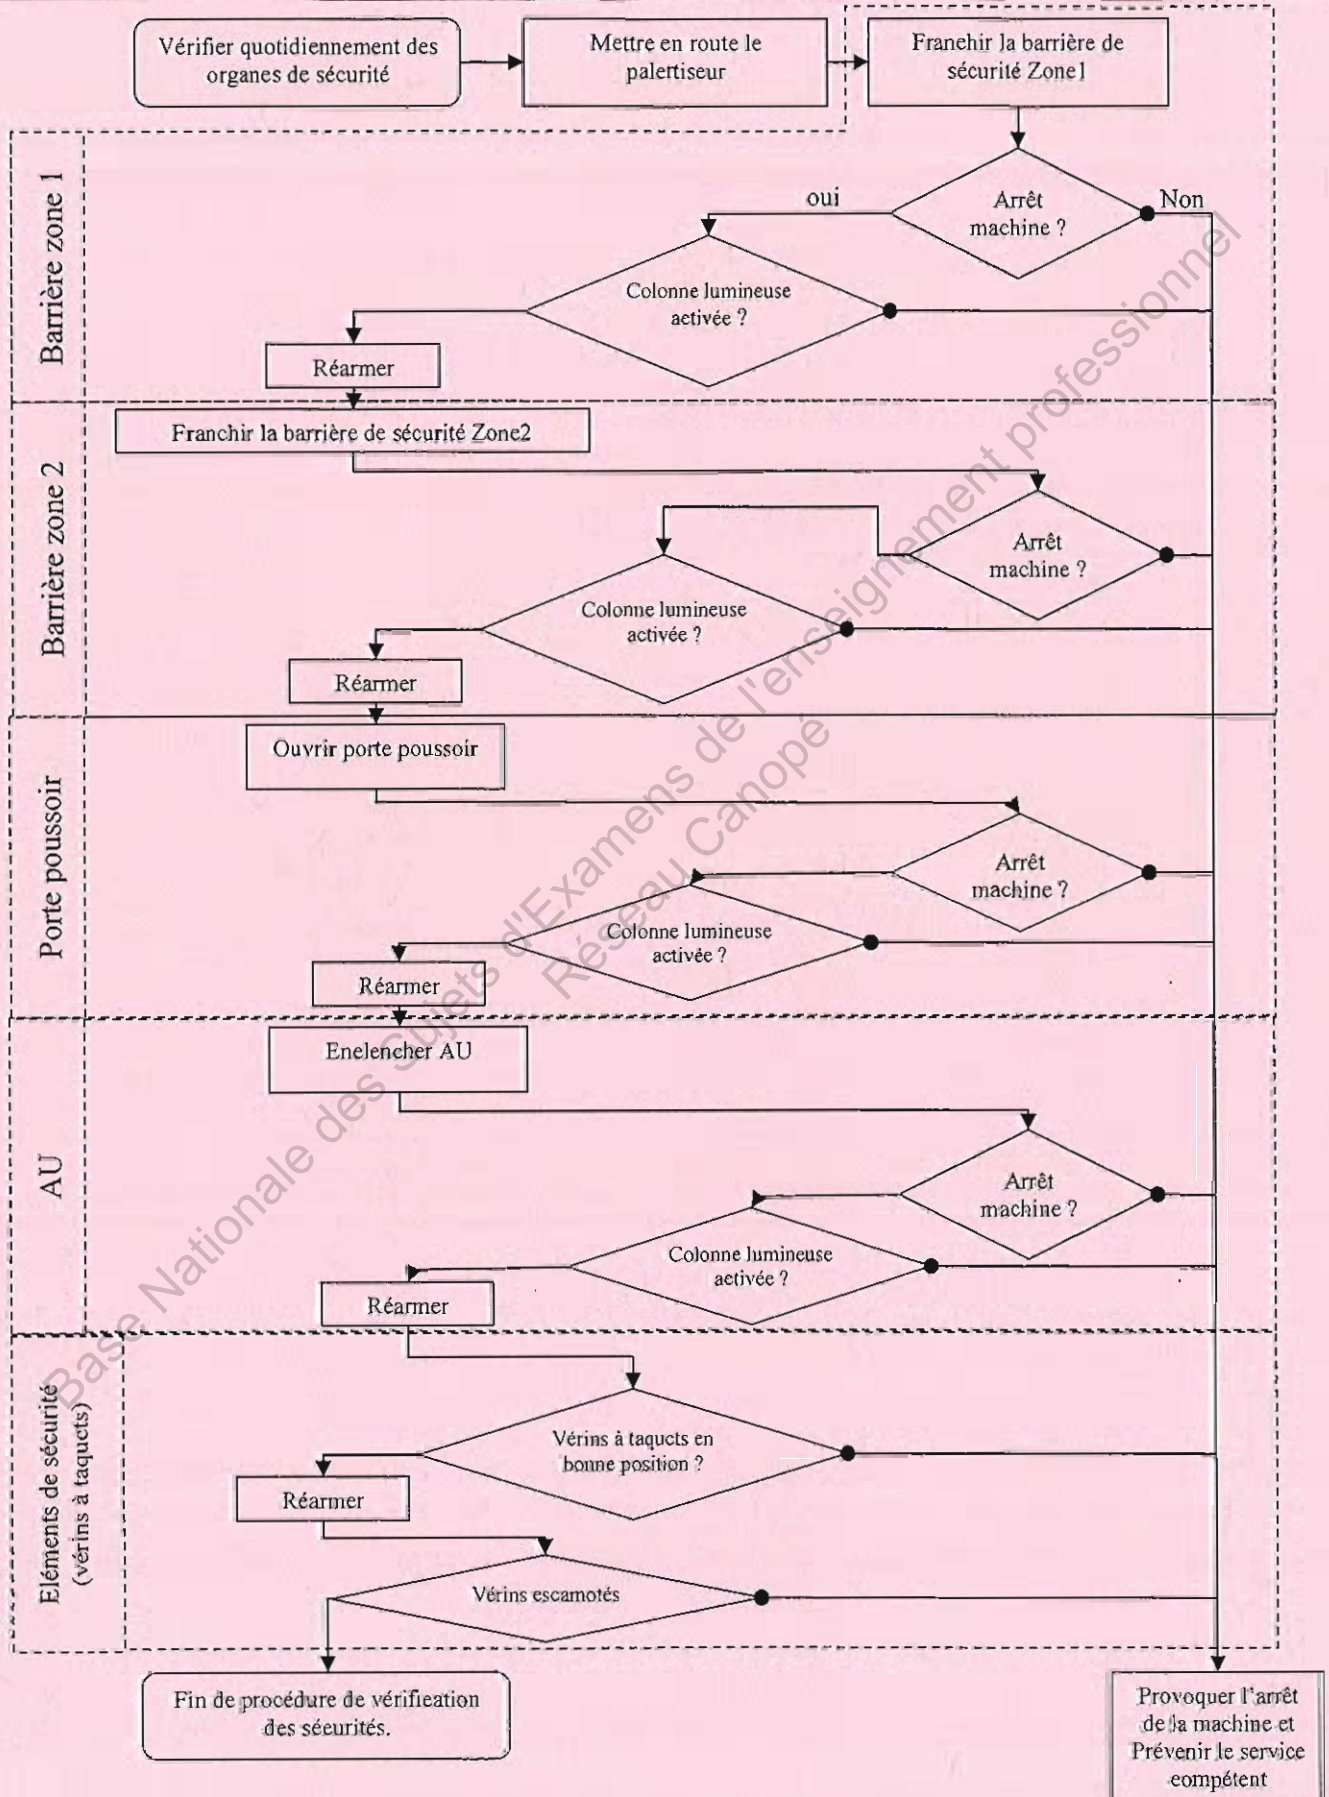 Vérifier quotidiennement des
organes de sécurité
Mettre en route le
palertiseur
Franchir la barrière de
sécurité Zone1
Barrière zone 1
Arrêt
machine ?
oui
Non
Colonne lumineuse
activée ?
Réarmer
Barrière zone 2
Franchir la barrière de sécurité Zone2
Arrêt
machine ?
Colonne lumineuse
activée ?
Réarmer
Porte poussoir
Ouvrir porte poussoir
Arrêt
machine ?
Colonne lumineuse
activée ?
Réarmer
AU
Enclencher AU
Arrêt
machine ?
Colonne lumineuse
activée ?
Réarmer
Eléments de sécurité
(vérins à taquets)
Vérins à taquets en
bonne position ?
Réarmer
Vérins escamotés
Fin de procédure de vérification
des sécurités.
Provoquer l'arrêt
de la machine et
Prévenir le service
compétent
Base Nationale des Sujets d'Examens de l'enseignement professionnel
Réseau Canopé